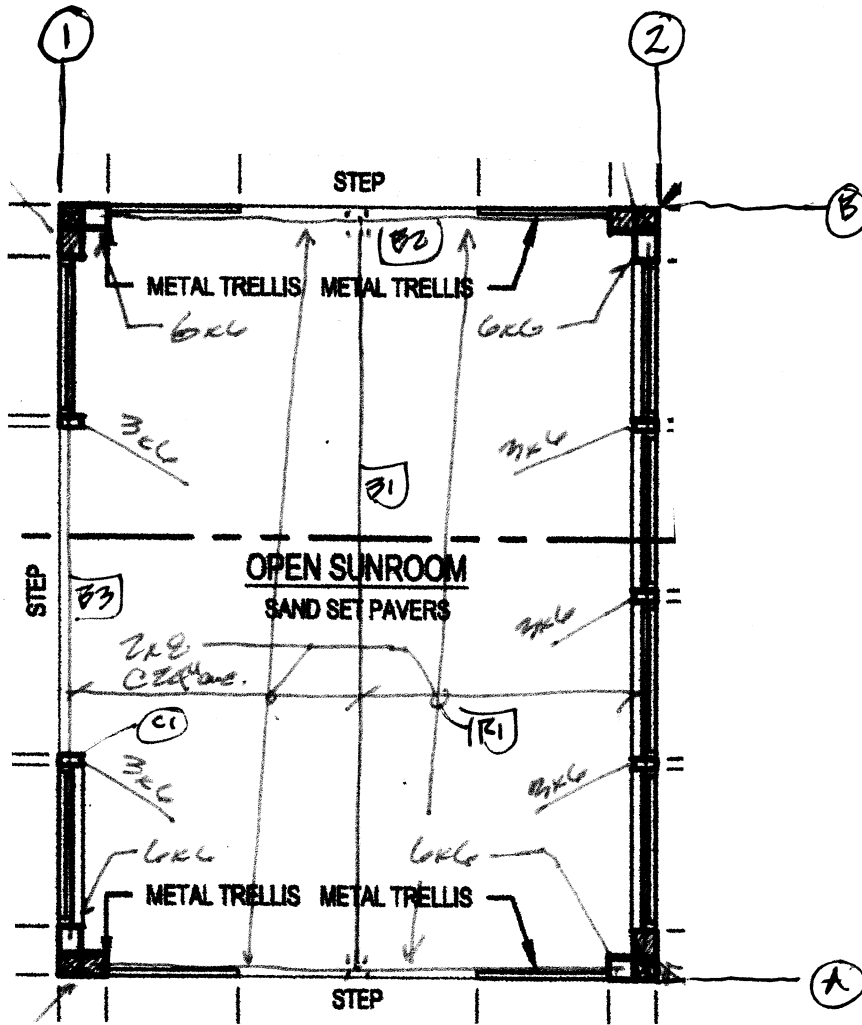 1
2
STEP
B
B2
METAL TRELLIS METAL TRELLIS
6x6
6x6
3x6
3x6
B1
OPEN SUNROOM
SAND SET PAVERS
STEP
B3
3x6
2x8
C1
R1
3x6
3x6
6x6
6x6
METAL TRELLIS METAL TRELLIS
STEP
A